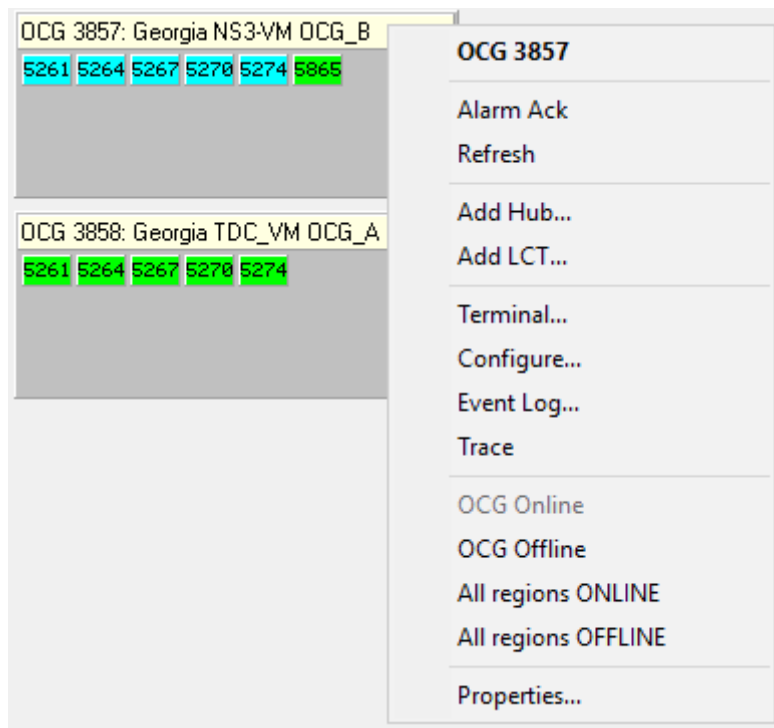 OCG 3857: Georgia NS3-VM OCG_B
5261 5264 5267 5270 5274 5865
OCG 3858: Georgia TDC_VM OCG_A
5261 5264 5267 5270 5274
OCG 3857
Alarm Ack
Refresh
Add Hub...
Add LCT...
Terminal...
Configure...
Event Log...
Trace
OCG Online
OCG Offline
All regions ONLINE
All regions OFFLINE
Properties...